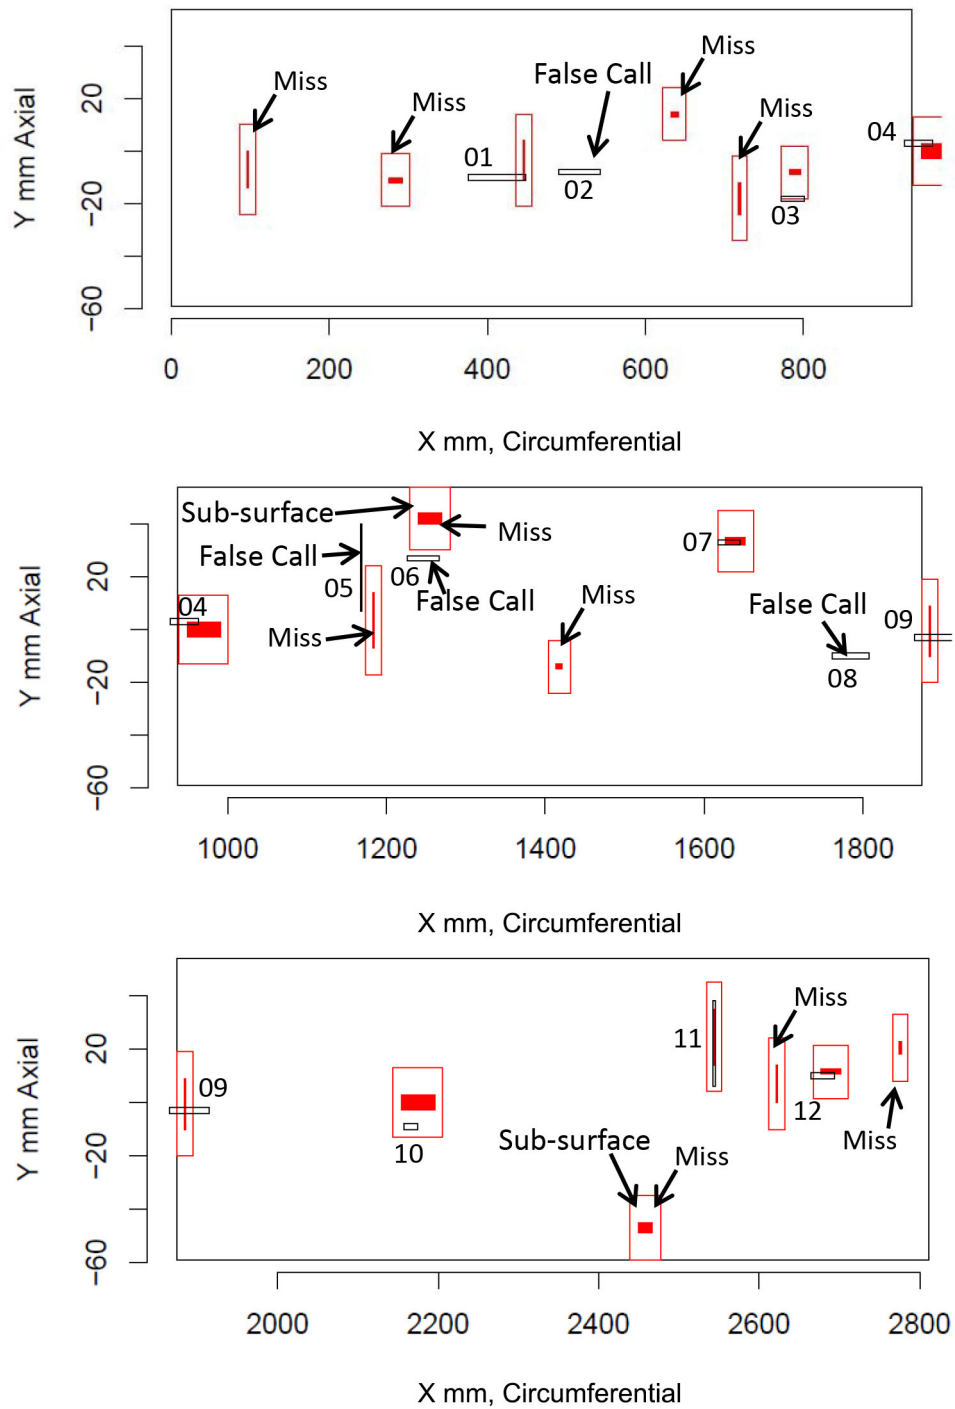 Miss
False Call
Miss
Miss
Miss
04
01
02
03
20
−20
−60
Y mm Axial
0
200
400
600
800
X mm, Circumferential
Sub-surface
Miss
False Call
07
05
06
False Call
Miss
False Call
04
Miss
09
08
20
−20
−60
Y mm Axial
1000
1200
1400
1600
1800
X mm, Circumferential
Miss
11
09
12
10
Sub-surface
Miss
Miss
20
−20
−60
Y mm Axial
2000
2200
2400
2600
2800
X mm, Circumferential